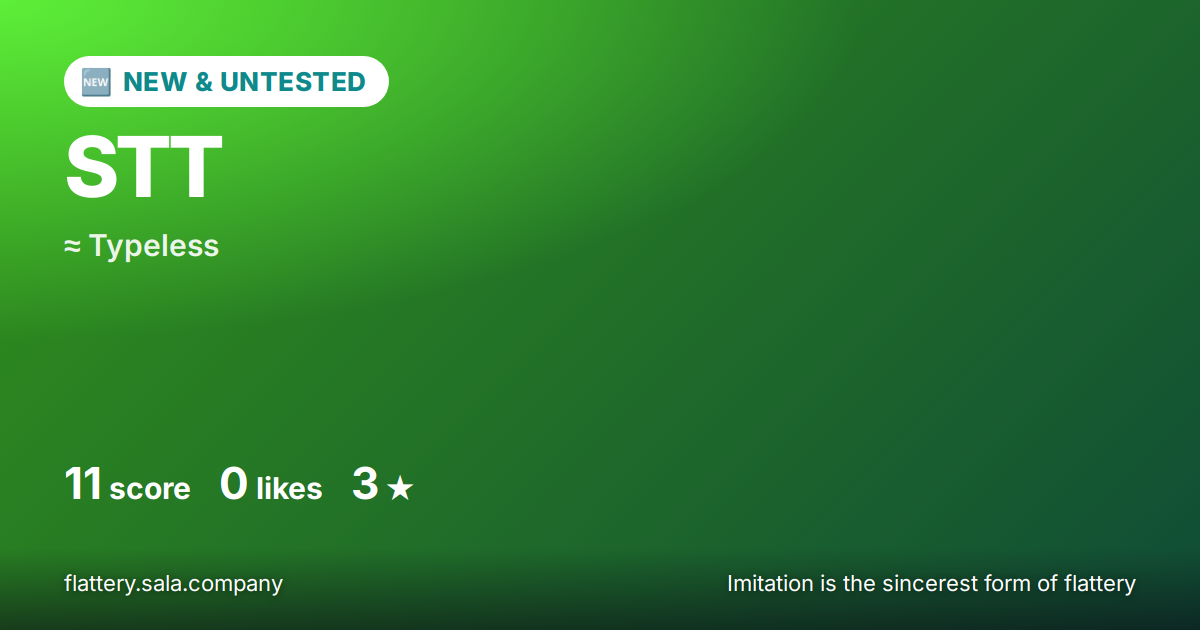 🆕 NEW & UNTESTED
STT
≈ Typeless
11 score 0 likes 3 ★
flattery.sala.company
Imitation is the sincerest form of flattery